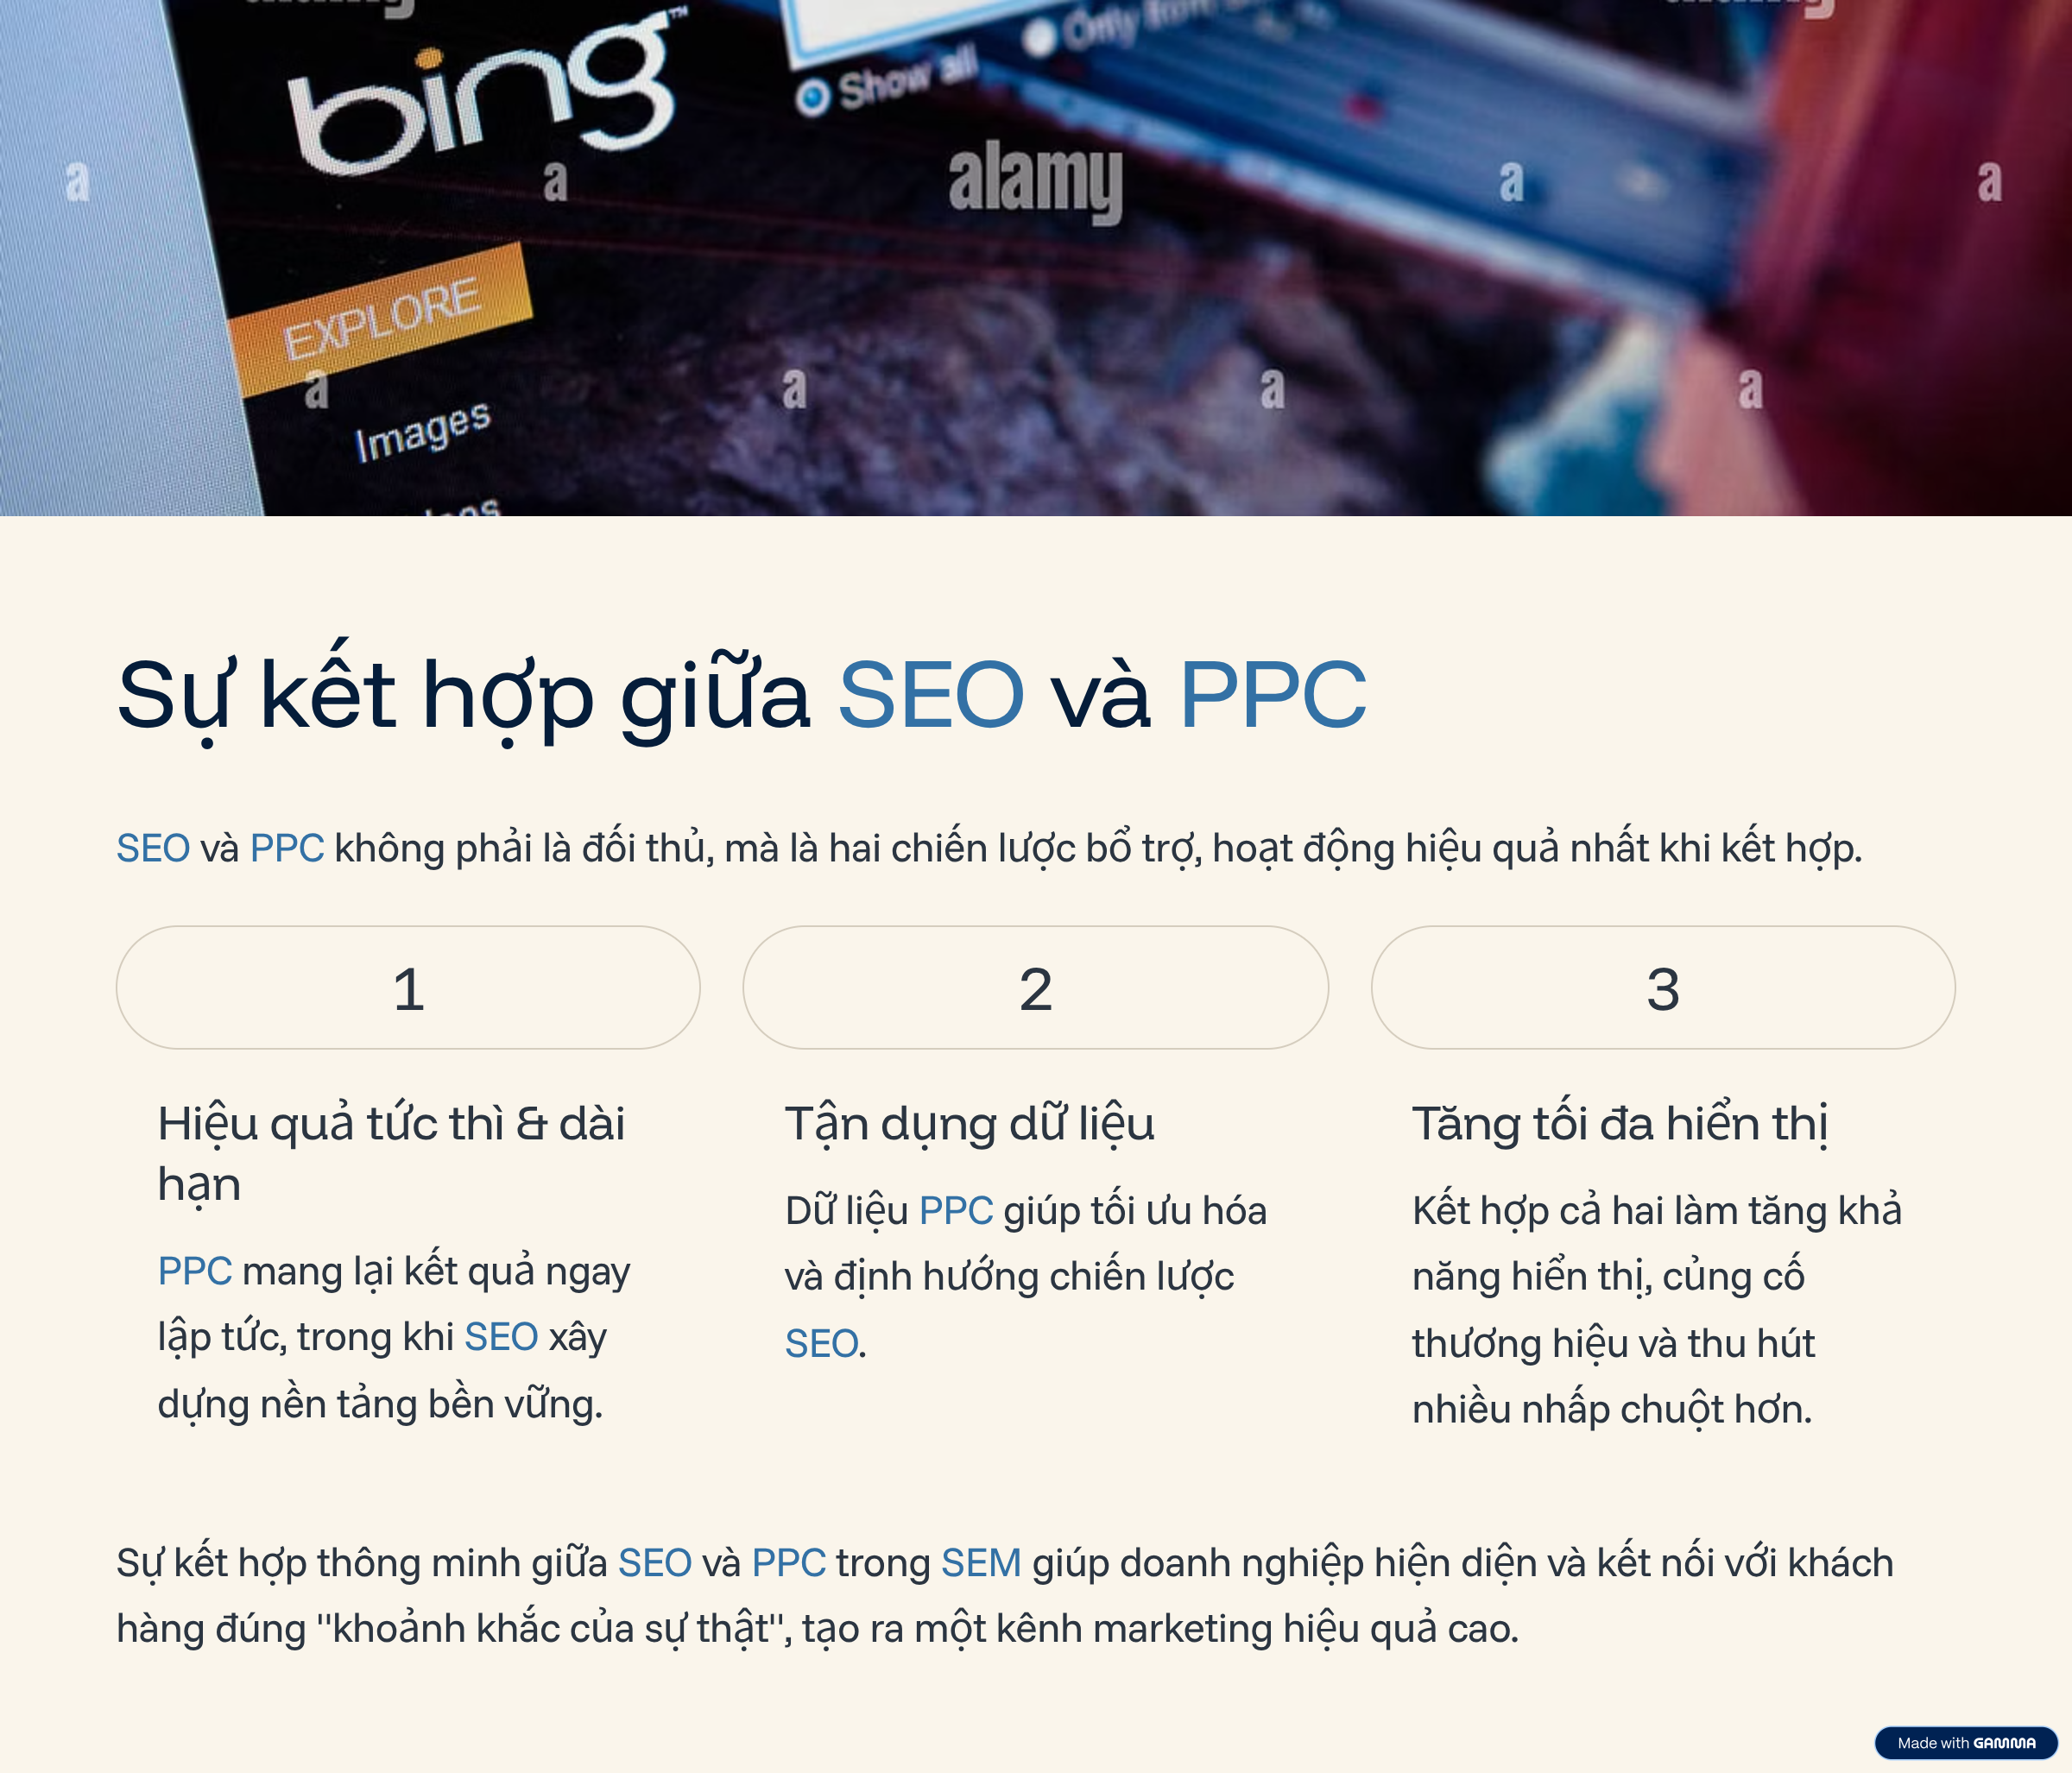 bing™
Show all
Only from
alamy
a
a
a
a
EXPLORE
a
a
a
a
Images
Sự kết hợp giữa SEO và PPC
SEO và PPC không phải là đối thủ, mà là hai chiến lược bổ trợ, hoạt động hiệu quả nhất khi kết hợp.
1
2
3
Hiệu quả tức thì & dài
hạn
PPC mang lại kết quả ngay
lập tức, trong khi SEO xây
dựng nền tảng bền vững.
Tận dụng dữ liệu
Dữ liệu PPC giúp tối ưu hóa
và định hướng chiến lược
SEO.
Tăng tối đa hiển thị
Kết hợp cả hai làm tăng khả
năng hiển thị, củng cố
thương hiệu và thu hút
nhiều nhấp chuột hơn.
Sự kết hợp thông minh giữa SEO và PPC trong SEM giúp doanh nghiệp hiện diện và kết nối với khách
hàng đúng "khoảnh khắc của sự thật", tạo ra một kênh marketing hiệu quả cao.
Made with GAMMA